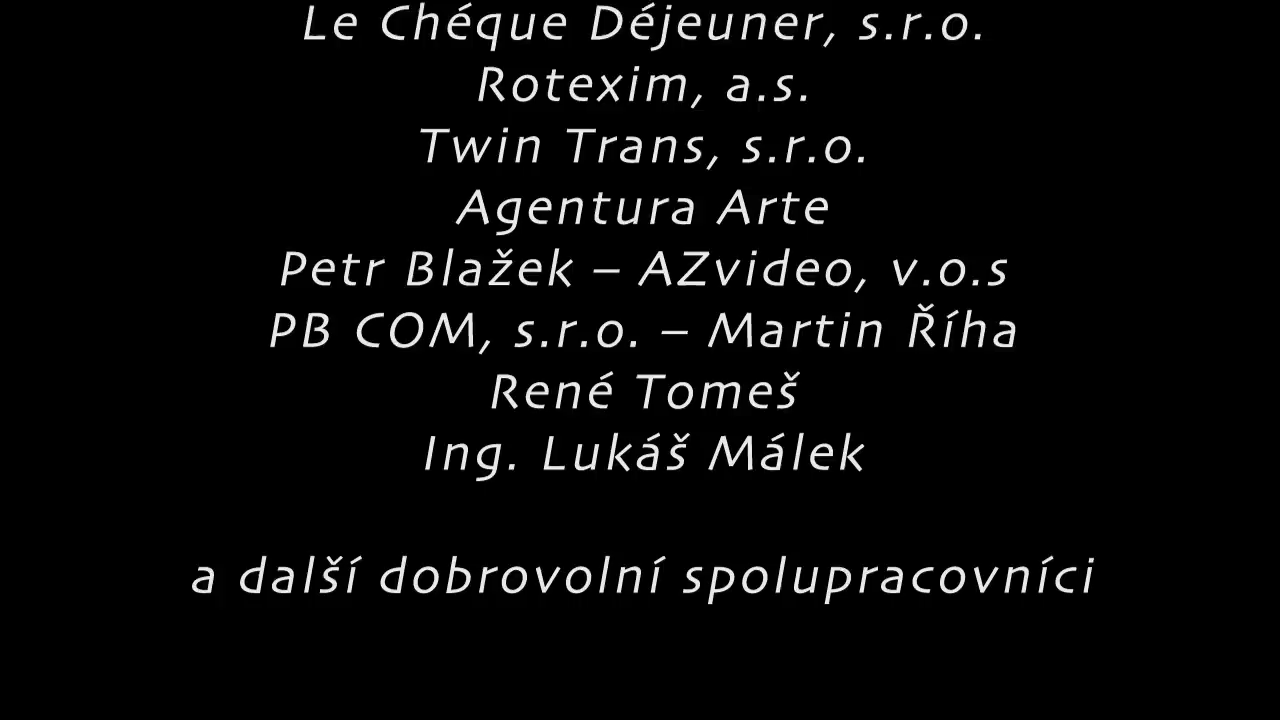 Le Chéque Déjeuner, s.r.o.
Rotexim, a.s.
Twin Trans, s.r.o.
Agentura Arte
Petr Blažek – AZvideo, v.o.s
PB COM, s.r.o. – Martin Říha
René Tomeš
Ing. Lukáš Málek
a další dobrovolní spolupracovníci